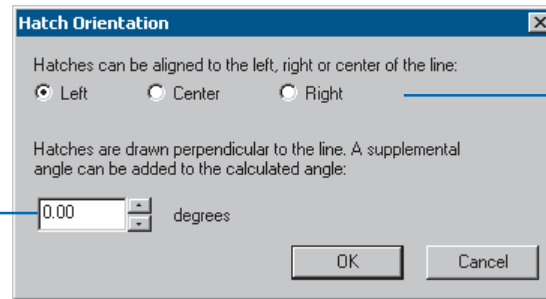 Hatch Orientation
Hatches can be aligned to the left, right or center of the line:
Left Center Right
Hatches are drawn perpendicular to the line. A supplemental
angle can be added to the calculated angle:
0.00 degrees
OK Cancel